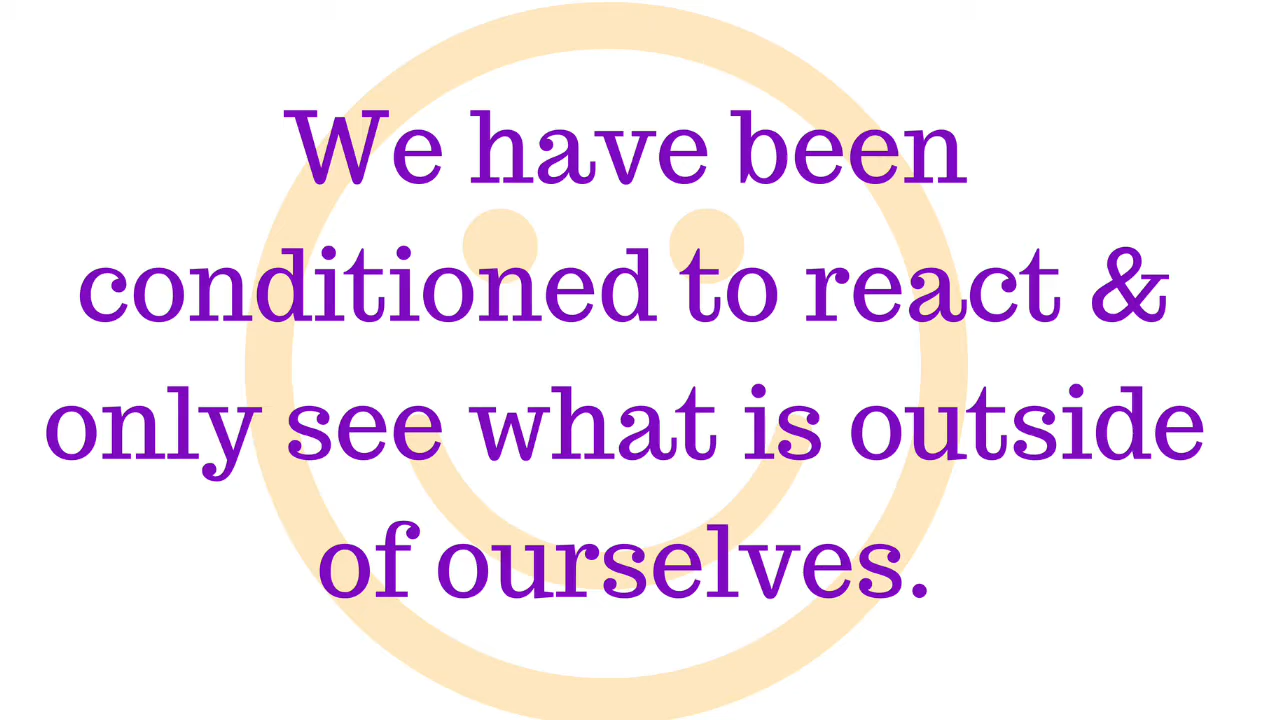 We have been
conditioned to react &
only see what is outside
of ourselves.